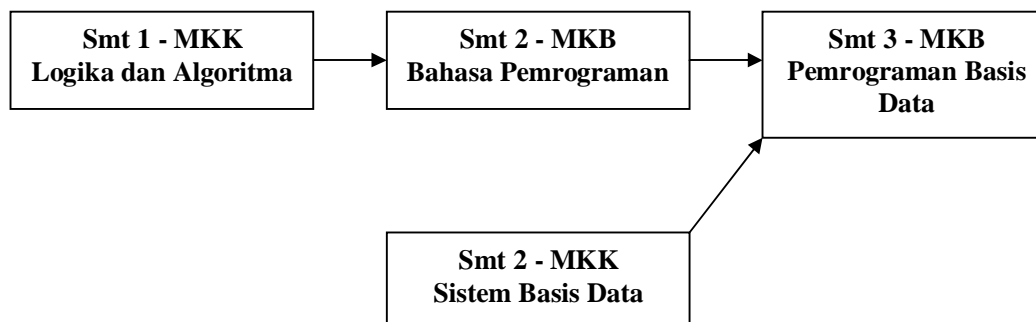 Smt 1 - MKK
Logika dan Algoritma
Smt 2 - MKB
Bahasa Pemrograman
Smt 3 - MKB
Pemrograman Basis
Data
Smt 2 - MKK
Sistem Basis Data